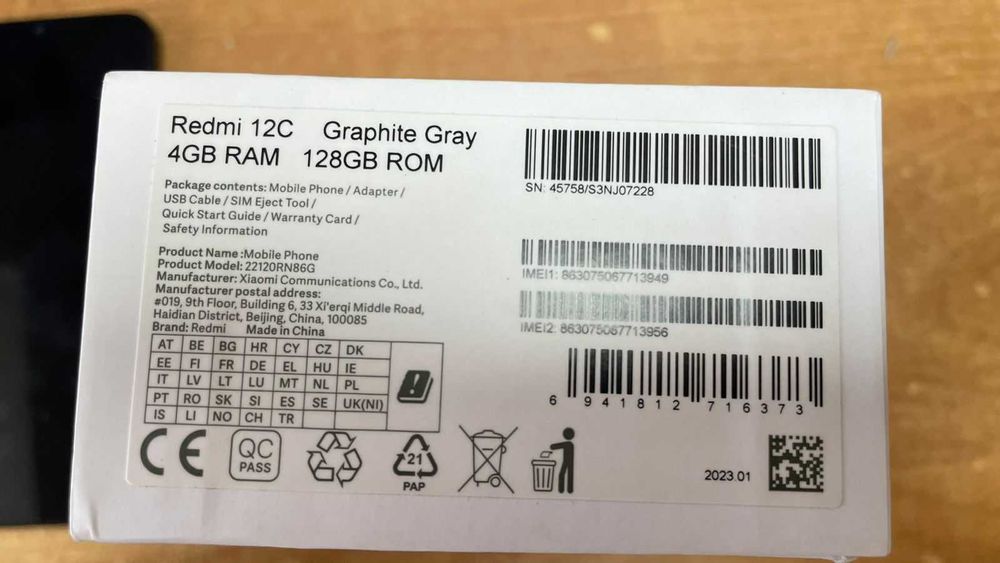 Redmi 12C Graphite Gray
4GB RAM 128GB ROM
Package contents: Mobile Phone / Adapter /
USB Cable / SIM Eject Tool /
Quick Start Guide / Warranty Card /
Safety Information
Product Name :Mobile Phone
Product Model: 22120RN86G
Manufacturer: Xiaomi Communications Co., Ltd.
Manufacturer postal address:
#019, 9th Floor, Building 6, 33 Xi'erqi Middle Road,
Haidian District, Beijing, China, 100085
Brand: Redmi Made in China
AT BE BG HR CY CZ DK
EE FI FR DE EL HU IE
IT LV LT LU MT NL PL
PT RO SK SI ES SE UK(NI)
IS LI NO CH TR
CE
QC
PASS
21
PAP
SN: 45758/S3NJ07228
IMEI1: 863075067713949
IMEI2: 863075067713956
6 941812 716373
2023.01